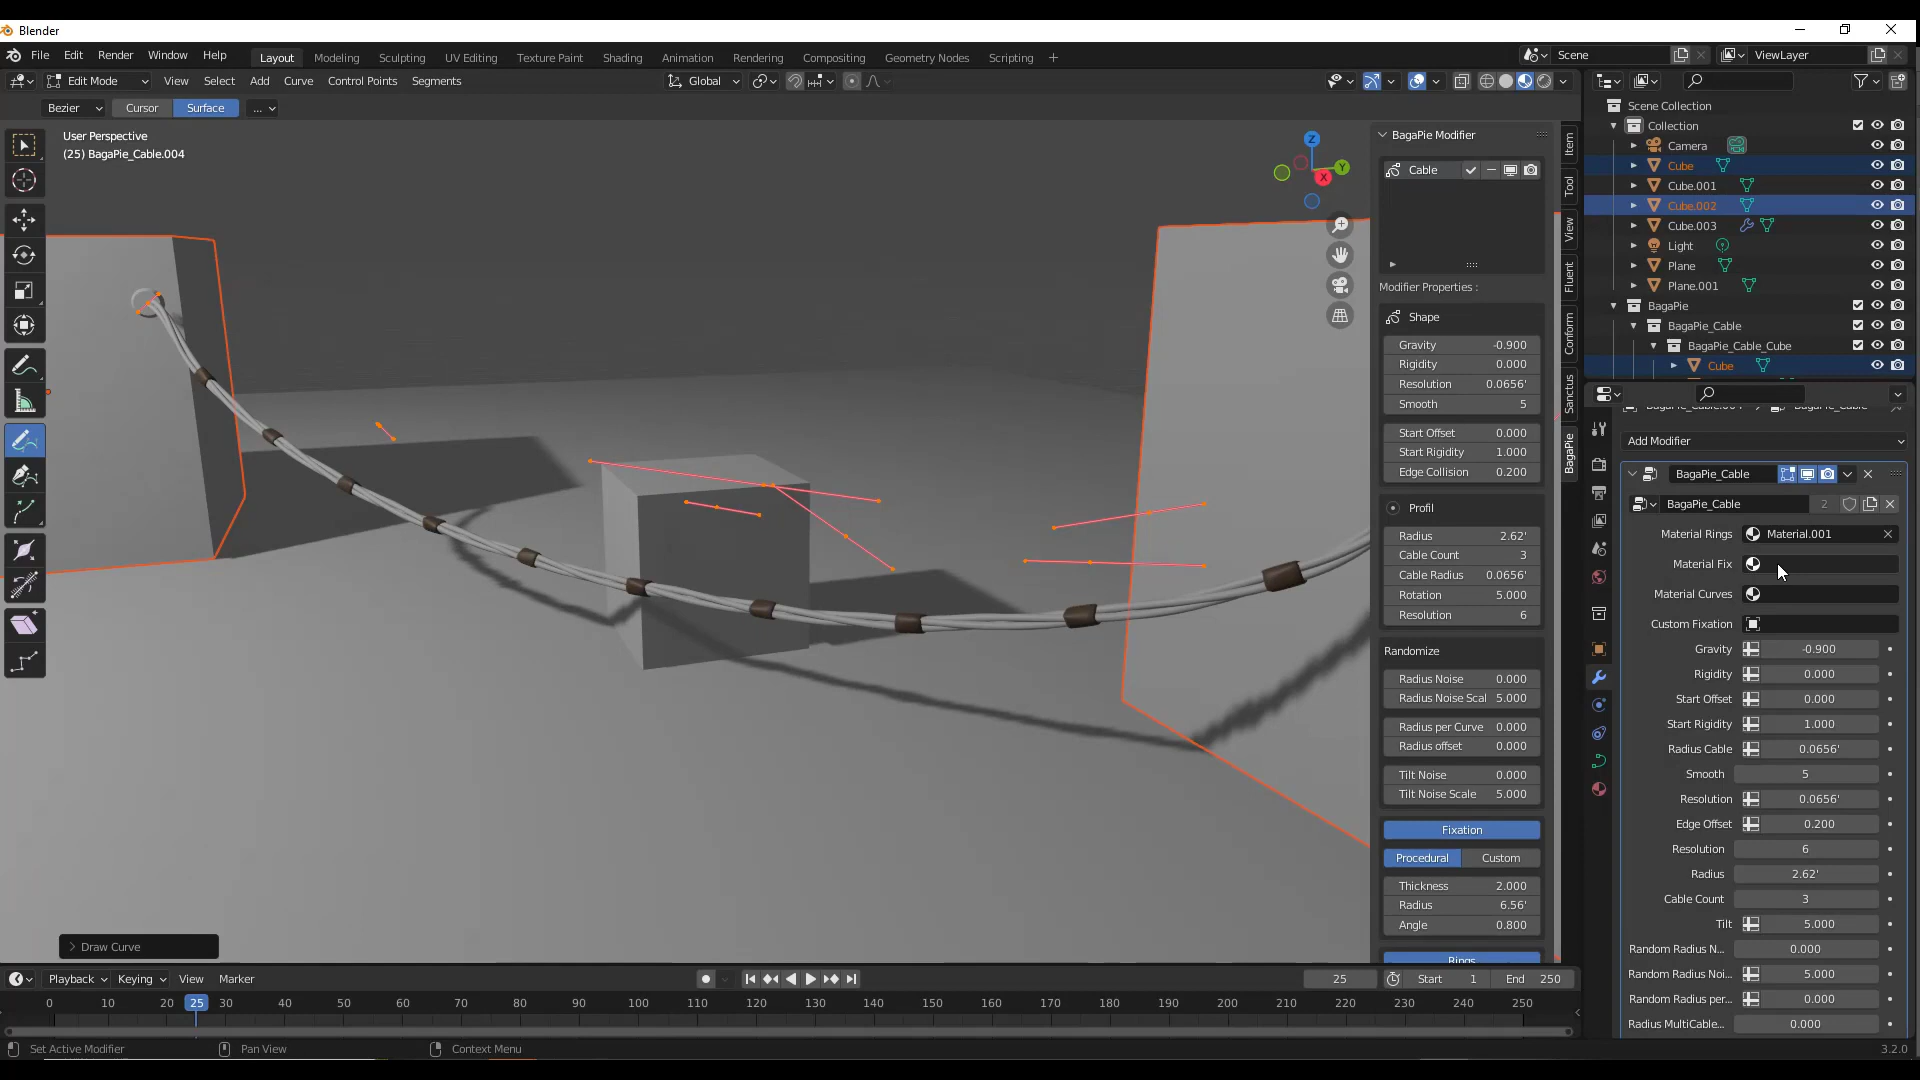 Blender
File Edit Render Window Help
Layout Modeling Sculpting UV Editing Texture Paint Shading Animation Rendering Compositing Geometry Nodes Scripting +
Scene
ViewLayer
Edit Mode View Select Add Curve Control Points Segments
Global
Bezier Cursor Surface ...
User Perspective
(25) BagaPie_Cable.004
Z
Y
X
BagaPie Modifier
Cable
Modifier Properties :
Shape
Gravity -0.900
Rigidity 0.000
Resolution 0.0656'
Smooth 5
Start Offset 0.000
Start Rigidity 1.000
Edge Collision 0.200
Profil
Radius 2.62'
Cable Count 3
Cable Radius 0.0656'
Rotation 5.000
Resolution 6
Randomize
Radius Noise 0.000
Radius Noise Scal 5.000
Radius per Curve 0.000
Radius offset 0.000
Tilt Noise 0.000
Tilt Noise Scale 5.000
Fixation
Procedural Custom
Thickness 2.000
Radius 6.56'
Angle 0.800
Rings
Item
Tool
View
Fluent
Conform
Sanctus
BagaPie
Scene Collection
Collection
Camera
Cube
Cube.001
Cube.002
Cube.003
Light
Plane
Plane.001
BagaPie
BagaPie_Cable
BagaPie_Cable_Cube
Cube
BagaPie_Cable.004 BagaPie_Cable
Add Modifier
BagaPie_Cable
BagaPie_Cable 2
Material Rings Material.001
Material Fix
Material Curves
Custom Fixation
Gravity -0.900
Rigidity 0.000
Start Offset 0.000
Start Rigidity 1.000
Radius Cable 0.0656'
Smooth 5
Resolution 0.0656'
Edge Offset 0.200
Resolution 6
Radius 2.62'
Cable Count 3
Tilt 5.000
Random Radius N... 0.000
Random Radius Noi... 5.000
Random Radius per... 0.000
Radius MultiCable... 0.000
Draw Curve
Playback Keying View Marker
25 Start 1 End 250
0 10 20 25 30 40 50 60 70 80 90 100 110 120 130 140 150 160 170 180 190 200 210 220 230 240 250
Set Active Modifier Pan View Context Menu
3.2.0